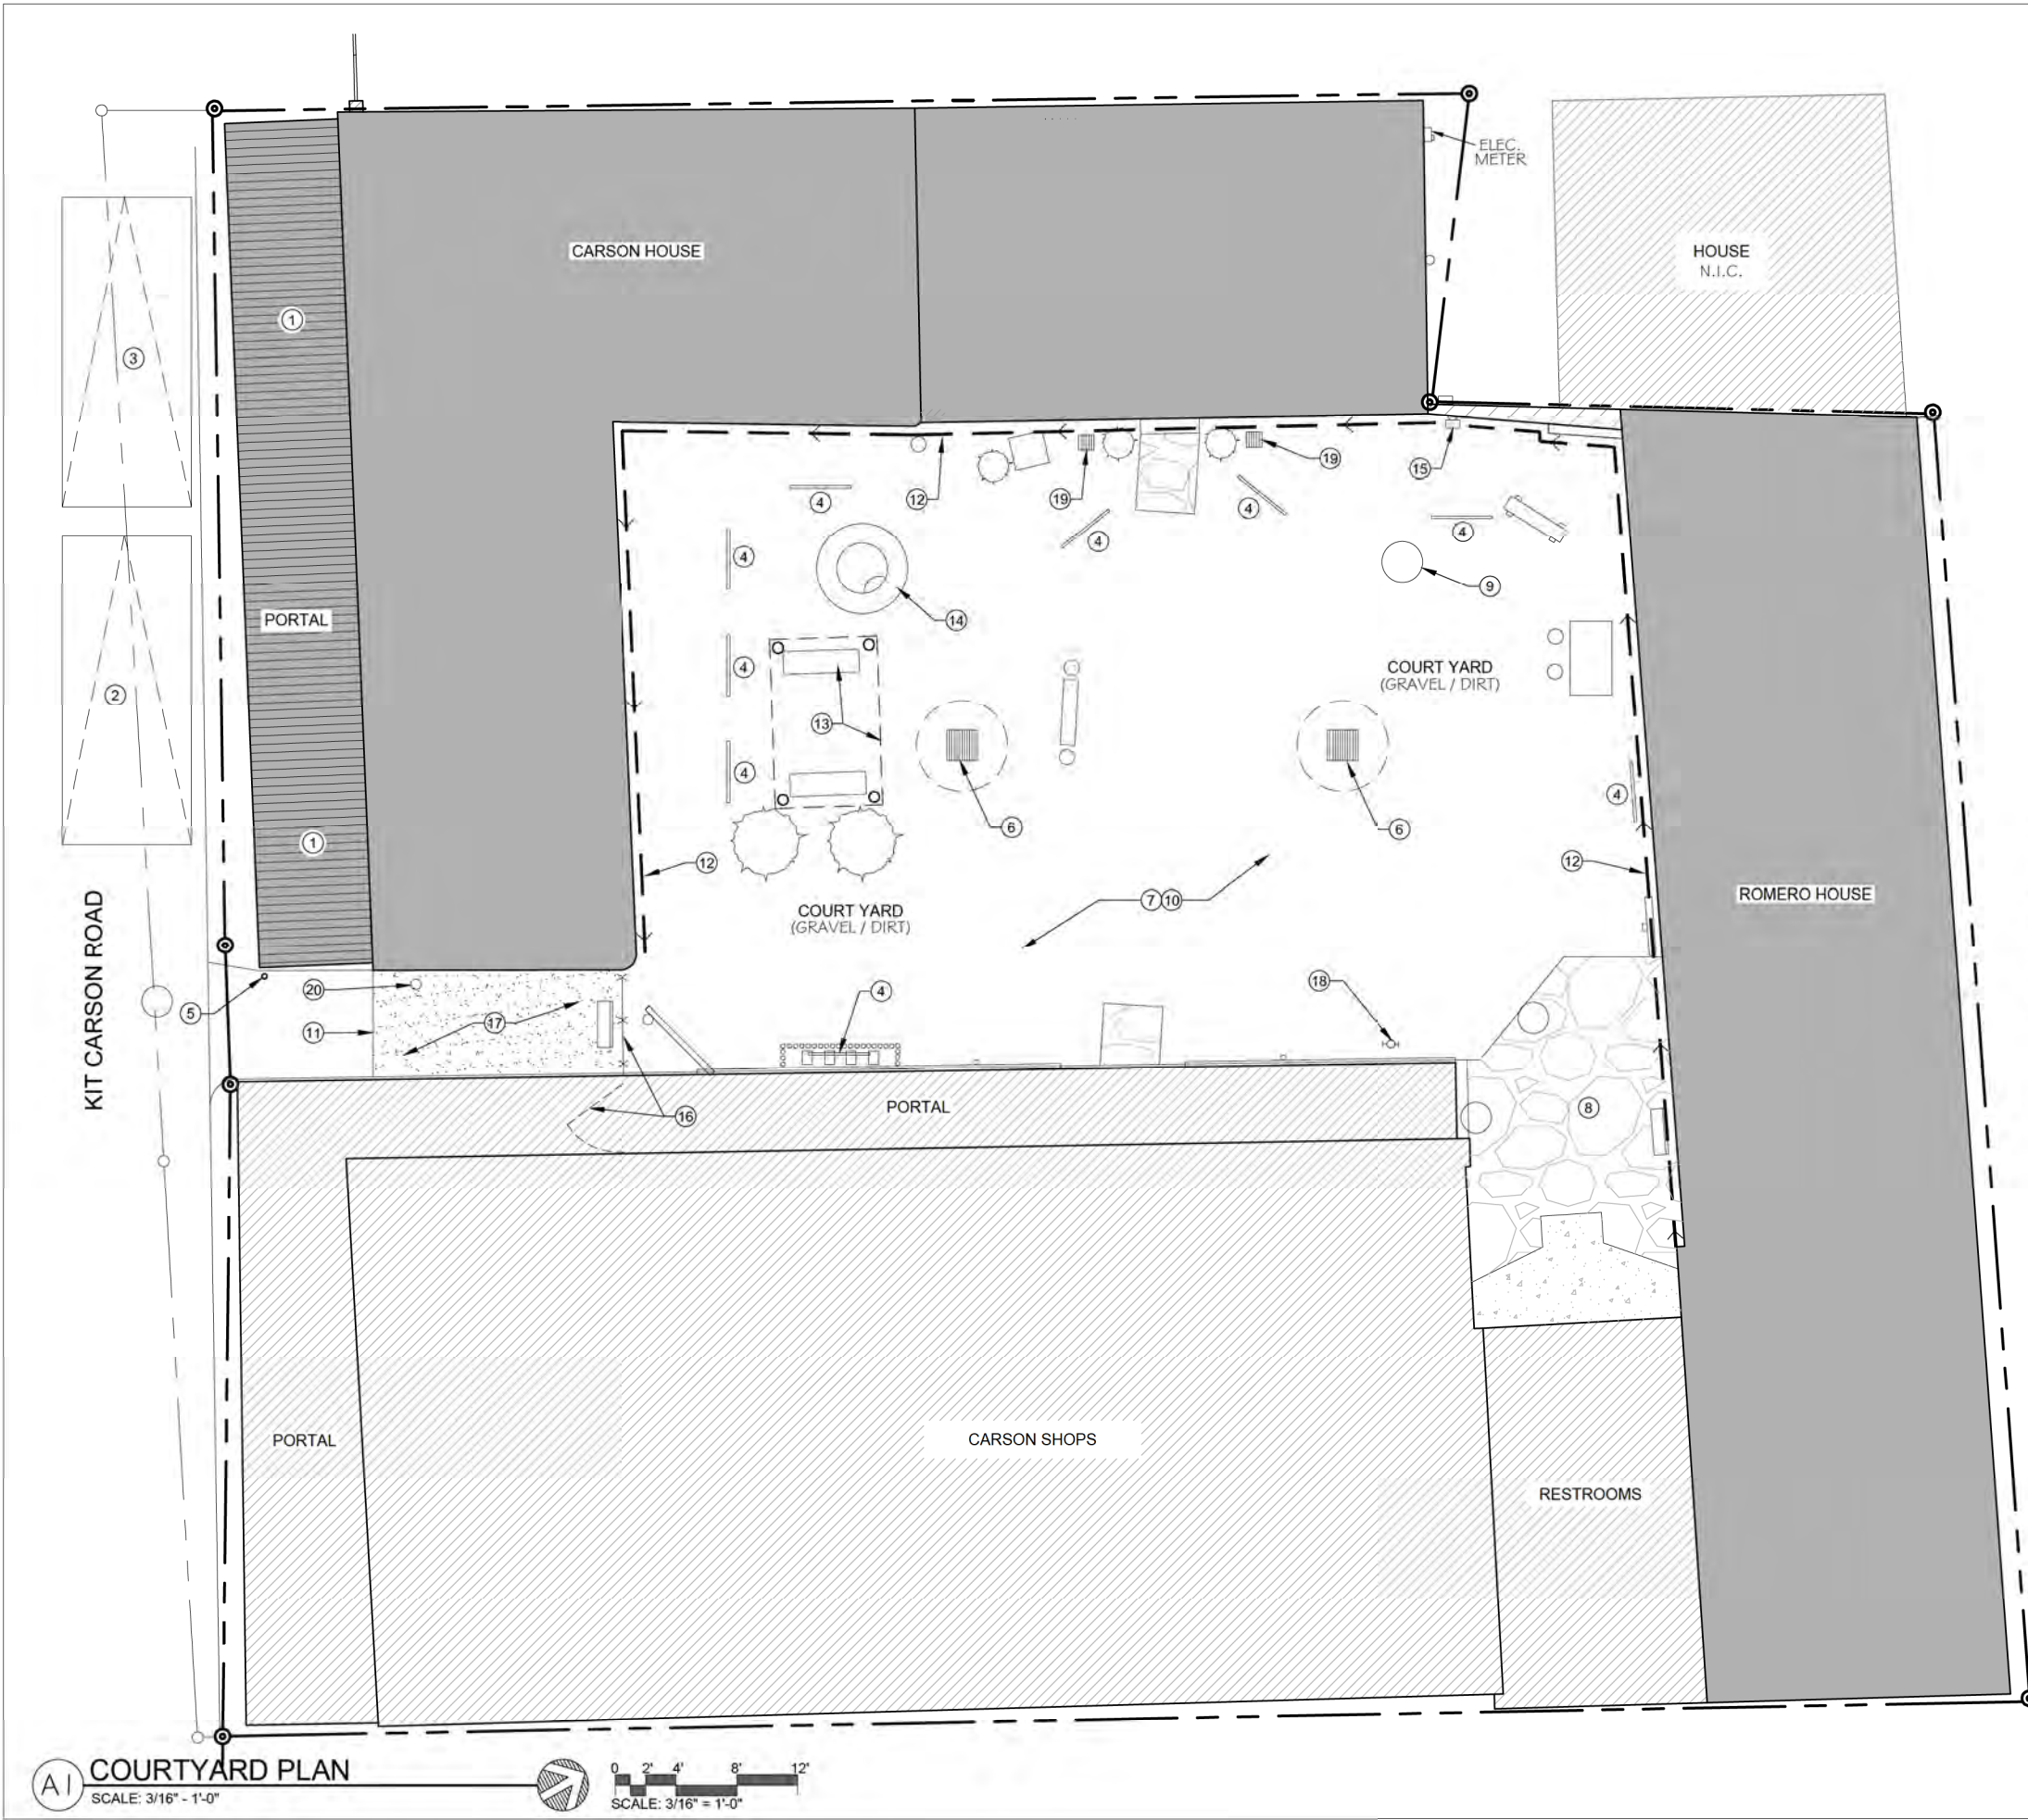 ELEC.
METER
CARSON HOUSE
HOUSE
N.I.C.
1
3
19
15
12
19
4
4
4
4
4
4
9
14
PORTAL
COURT YARD
(GRAVEL / DIRT)
4
2
13
4
4
6
6
1
12
12
ROMERO HOUSE
7 10
COURT YARD
(GRAVEL / DIRT)
KIT CARSON ROAD
18
20
4
5
11
17
PORTAL
16
8
PORTAL
CARSON SHOPS
RESTROOMS
A1
COURTYARD PLAN
SCALE: 3/16" - 1'-0"
0 2' 4' 8' 12'
SCALE: 3/16" = 1'-0"